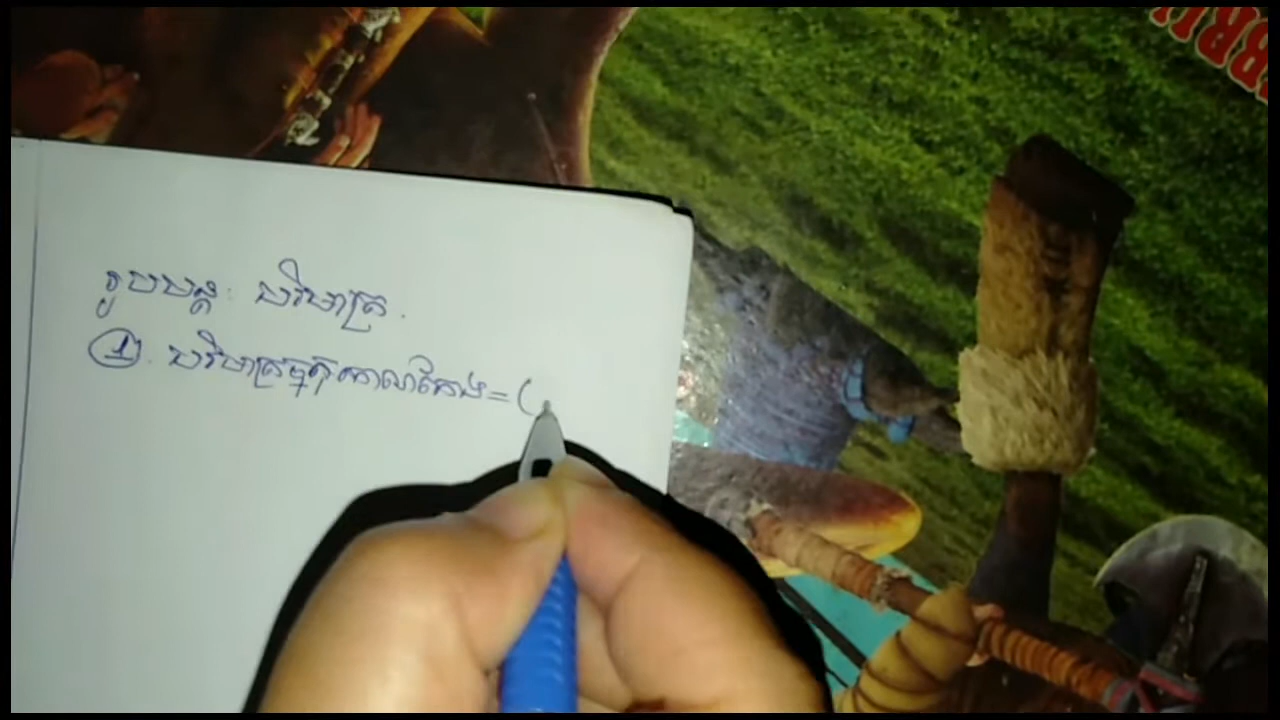 រូបមន្ត: បរិមាត្រ.
①. បរិមាត្រចតុកោណកែង = (